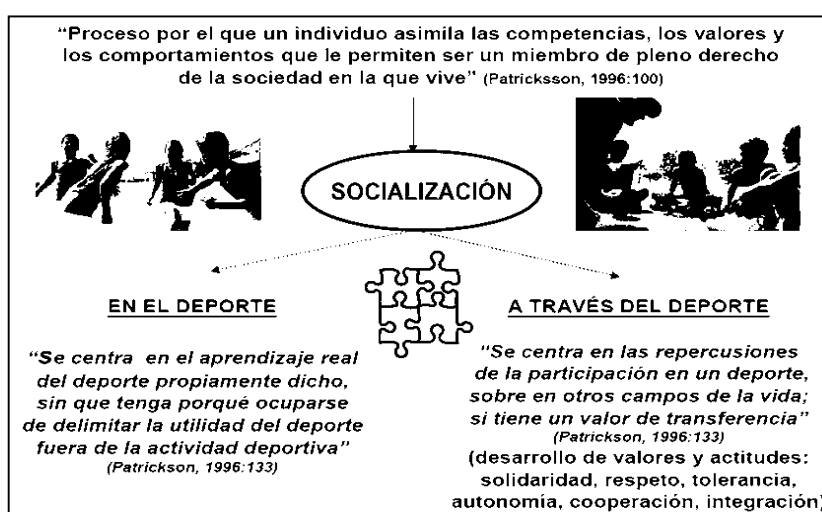 “Proceso por el que un individuo asimila las competencias, los valores y
los comportamientos que le permiten ser un miembro de pleno derecho
de la sociedad en la que vive” (Patricksson, 1996:100)
SOCIALIZACIÓN
EN EL DEPORTE
“Se centra en el aprendizaje real
del deporte propiamente dicho,
sin que tenga porqué ocuparse
de delimitar la utilidad del deporte
fuera de la actividad deportiva”
(Patrickson, 1996:133)
A TRAVÉS DEL DEPORTE
“Se centra en las repercusiones
de la participación en un deporte,
sobre en otros campos de la vida;
si tiene un valor de transferencia”
(Patrickson, 1996:133)
(desarrollo de valores y actitudes:
solidaridad, respeto, tolerancia,
autonomía, cooperación, integración)